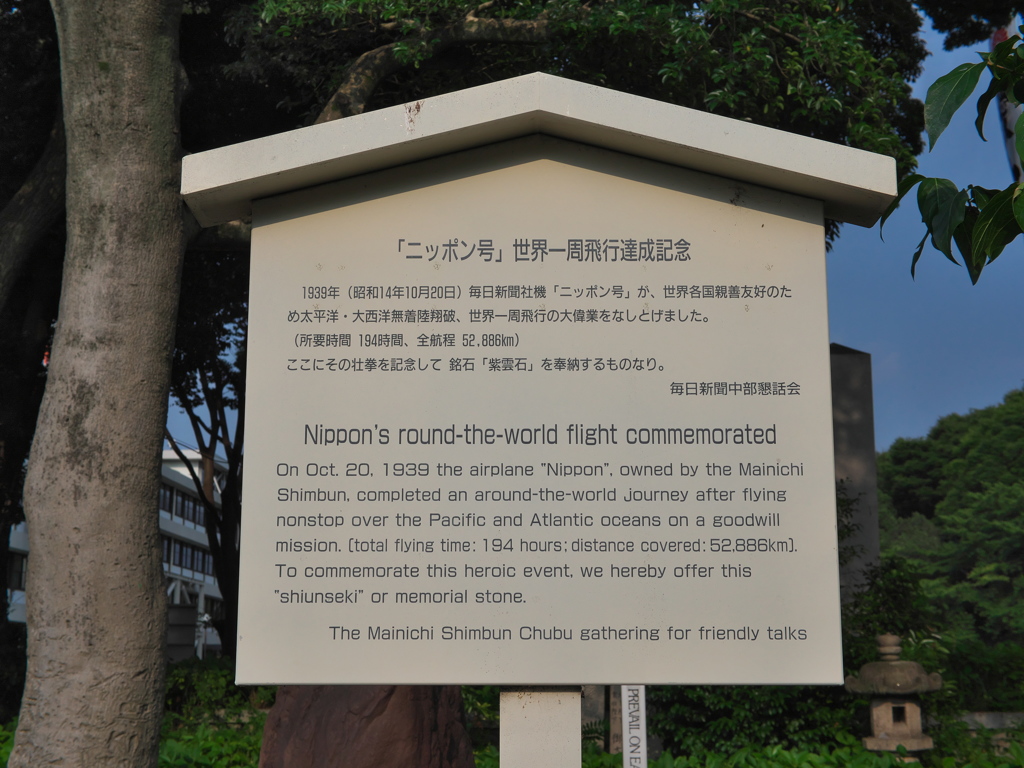 「ニッポン号」世界一周飛行達成記念
1939年（昭和14年10月20日）毎日新聞社機「ニッポン号」が、世界各国親善友好のた
め太平洋・大西洋無着陸翔破、世界一周飛行の大偉業をなしとげました。
（所要時間 194時間、全航程 52,886km）
ここにその壮挙を記念して 銘石「紫雲石」を奉納するものなり。
毎日新聞中部懇話会
Nippon's round-the-world flight commemorated
On Oct. 20, 1939 the airplane "Nippon", owned by the Mainichi
Shimbun, completed an around-the-world journey after flying
nonstop over the Pacific and Atlantic oceans on a goodwill
mission. (total flying time: 194 hours; distance covered: 52,886km).
To commemorate this heroic event, we hereby offer this
"shiunseki" or memorial stone.
The Mainichi Shimbun Chubu gathering for friendly talks
PREVAIL ON EA